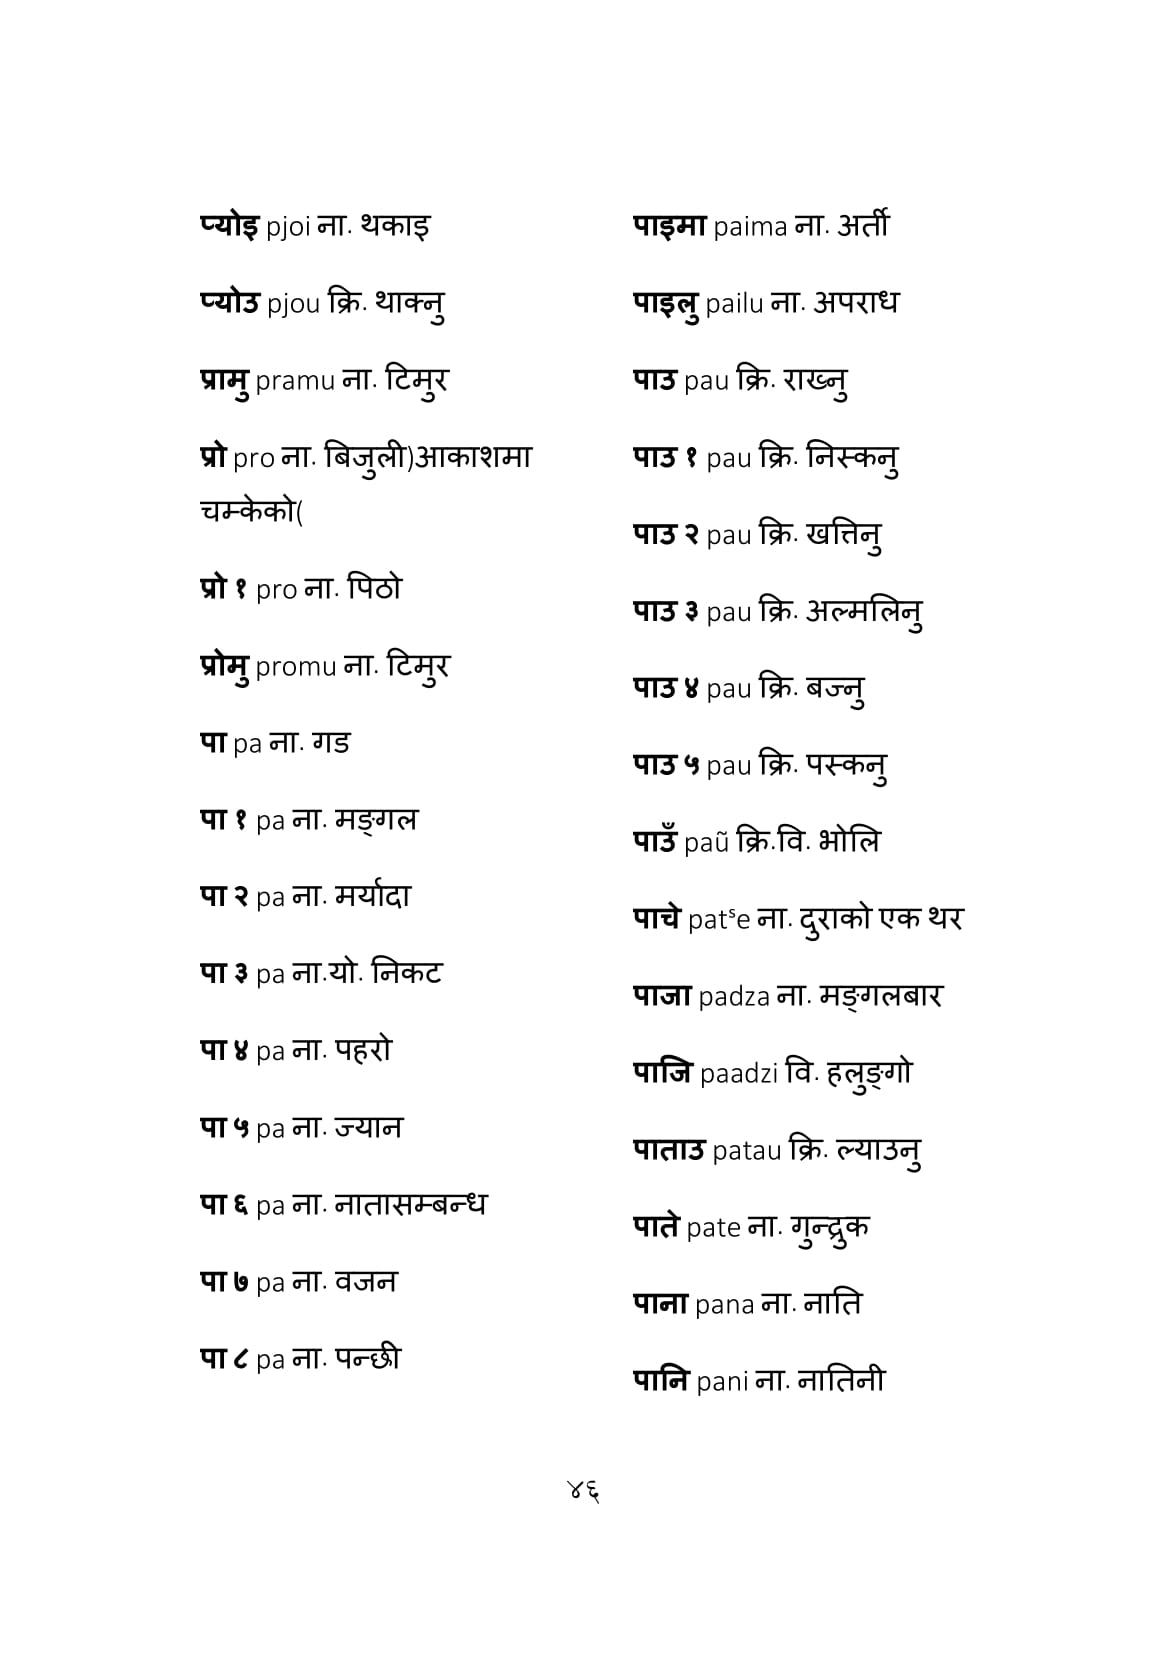 प्योइ pjoi ना. थकाइ
प्योउ pjou क्रि. थाक्नु
प्रामु pramu ना. टिमुर
प्रो pro ना. बिजुली)आकाशमा
चम्केको(
प्रो १ pro ना. पिठो
प्रोमु promu ना. टिमुर
पा pa ना. गड
पा १ pa ना. मङ्गल
पा २ pa ना. मर्यादा
पा ३ pa ना.यो. निकट
पा ४ pa ना. पहरो
पा ५ pa ना. ज्यान
पा ६ pa ना. नातासम्बन्ध
पा ७ pa ना. वजन
पा ८ pa ना. पन्छी
पाइमा paima ना. अर्ती
पाइलु pailu ना. अपराध
पाउ pau क्रि. राख्नु
पाउ १ pau क्रि. निस्कनु
पाउ २ pau क्रि. खत्तिनु
पाउ ३ pau क्रि. अल्मलिनु
पाउ ४ pau क्रि. बज्नु
पाउ ५ pau क्रि. पस्कनु
पाउँ paũ क्रि.वि. भोलि
पाचे patˢe ना. दुराको एक थर
पाजा padza ना. मङ्गलबार
पाजि paadzi वि. हलुङ्गो
पाताउ patau क्रि. ल्याउनु
पाते pate ना. गुन्द्रुक
पाना pana ना. नाति
पानि pani ना. नातिनी
४६